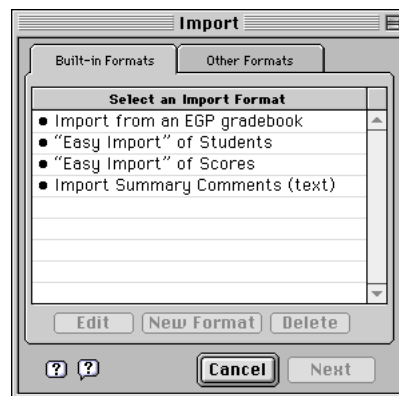 Import
Built-in Formats
Other Formats
Select an Import Format
• Import from an EGP gradebook
• “Easy Import” of Students
• “Easy Import” of Scores
• Import Summary Comments (text)
Edit
New Format
Delete
? ?
Cancel
Next